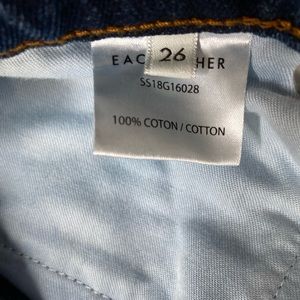 EAC 26 HER
SS18G16028
100% COTON / COTTON